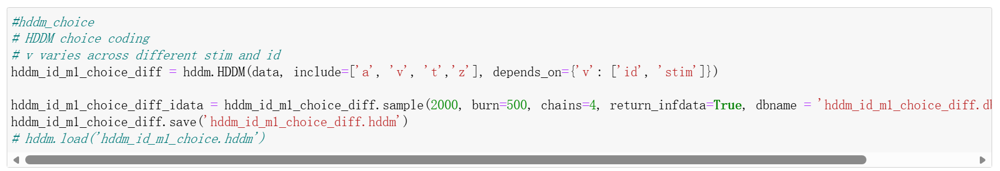 #hddm_choice
# HDDM choice coding
# v varies across different stim and id
hddm_id_m1_choice_diff = hddm.HDDM(data, include=['a', 'v', 't','z'], depends_on={'v': ['id', 'stim']})
hddm_id_m1_choice_diff_idata = hddm_id_m1_choice_diff.sample(2000, burn=500, chains=4, return_infdata=True, dbname = 'hddm_id_m1_choice_diff.db
hddm_id_m1_choice_diff.save('hddm_id_m1_choice_diff.hddm')
# hddm.load('hddm_id_m1_choice.hddm')